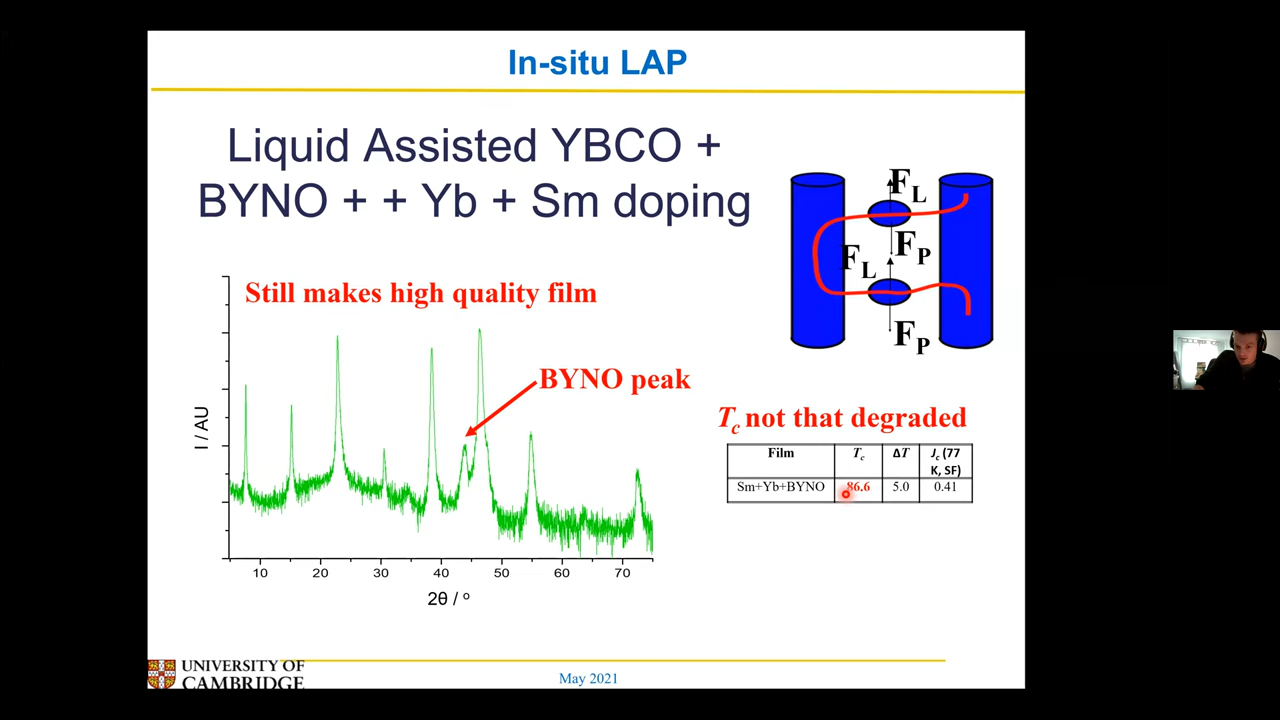 In-situ LAP
Liquid Assisted YBCO +
BYNO + + Yb + Sm doping
Still makes high quality film
BYNO peak
I / AU
10 20 30 40 50 60 70
2θ / °
F_L
F_P
F_L
F_P
T_c not that degraded
Film T_c ΔT J_c (77
K, SF)
Sm+Yb+BYNO 86.6 5.0 0.41
UNIVERSITY OF
CAMBRIDGE
May 2021